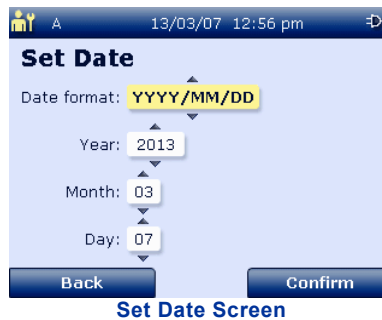 A 13/03/07 12:56 pm
Set Date
Date format: YYYY/MM/DD
Year: 2013
Month: 03
Day: 07
Back Confirm
Set Date Screen